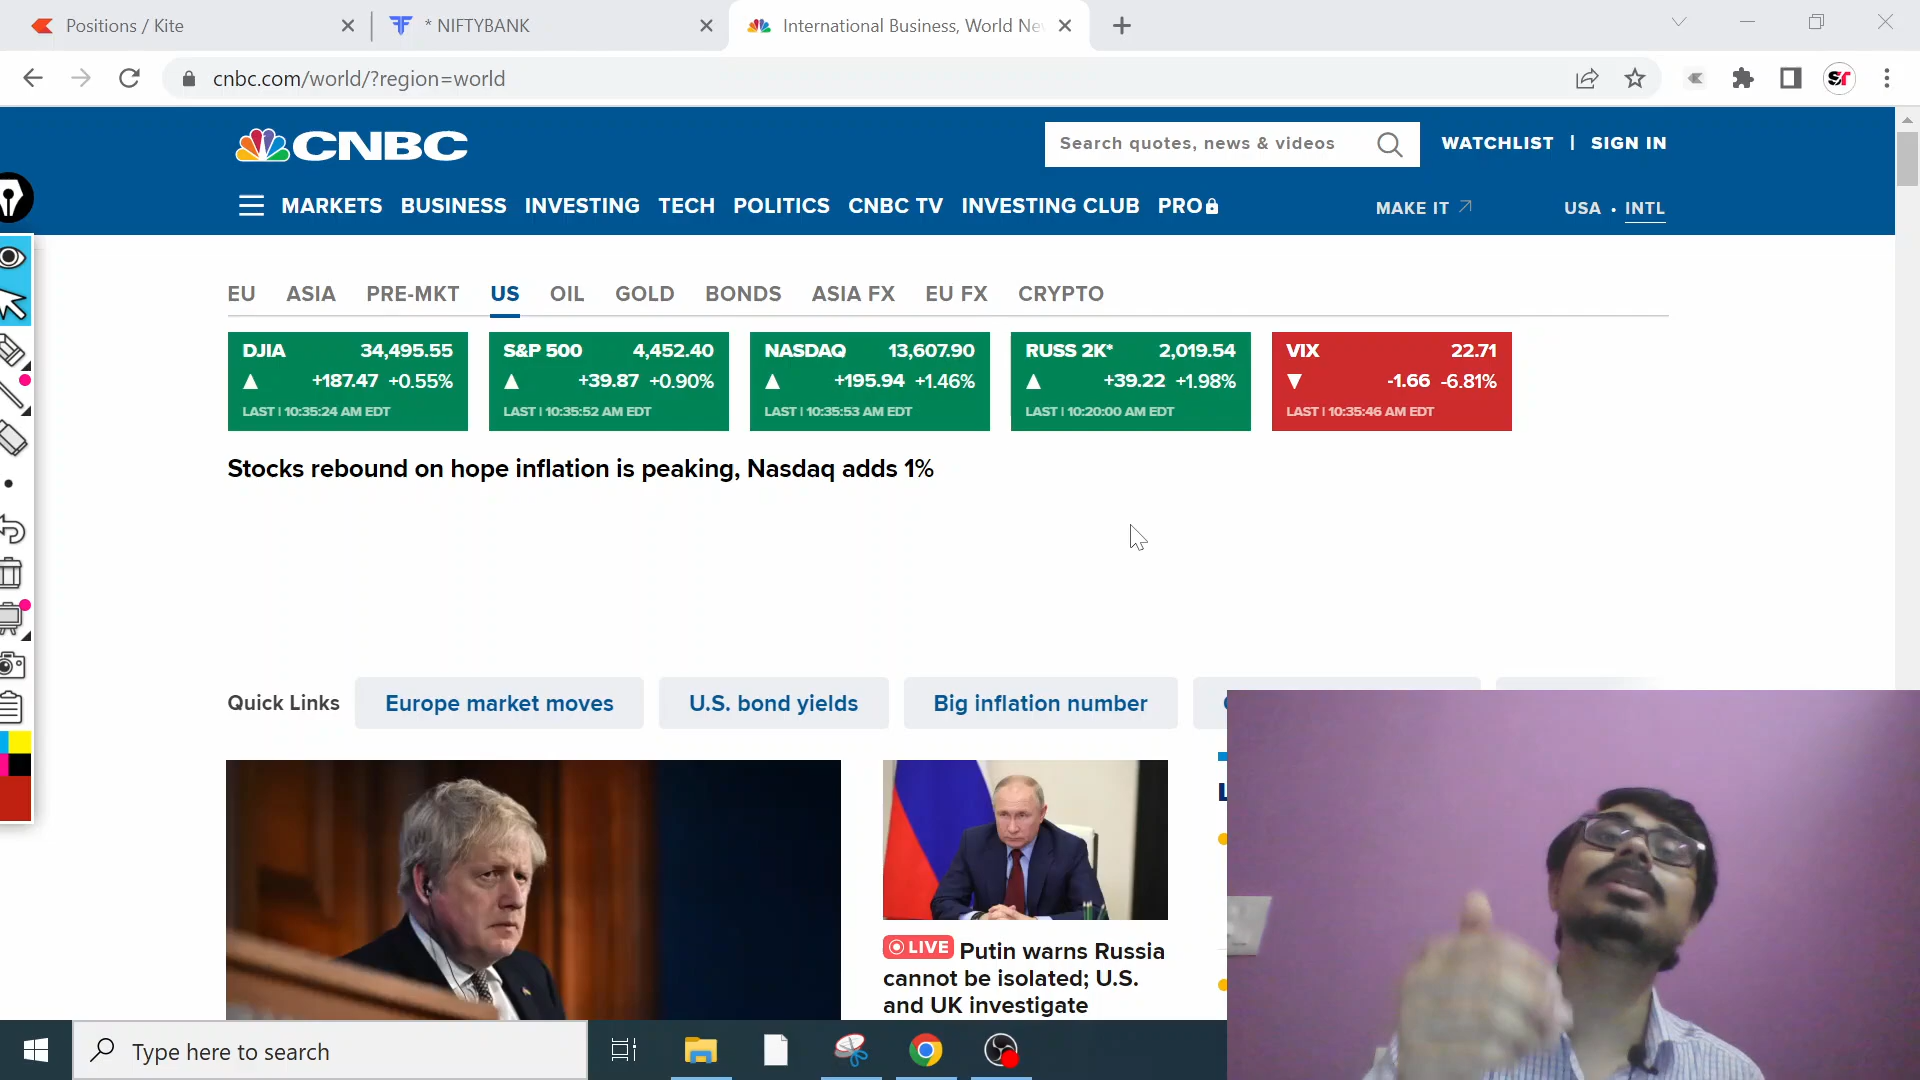 Positions / Kite
* NIFTYBANK
International Business, World Ne
cnbc.com/world/?region=world
CNBC
Search quotes, news & videos
WATCHLIST | SIGN IN
MARKETS BUSINESS INVESTING TECH POLITICS CNBC TV INVESTING CLUB PRO
MAKE IT
USA • INTL
EU ASIA PRE-MKT US OIL GOLD BONDS ASIA FX EU FX CRYPTO
DJIA 34,495.55
▲ +187.47 +0.55%
LAST | 10:35:24 AM EDT
S&P 500 4,452.40
▲ +39.87 +0.90%
LAST | 10:35:52 AM EDT
NASDAQ 13,607.90
▲ +195.94 +1.46%
LAST | 10:35:53 AM EDT
RUSS 2K* 2,019.54
▲ +39.22 +1.98%
LAST | 10:20:00 AM EDT
VIX 22.71
▼ -1.66 -6.81%
LAST | 10:35:46 AM EDT
Stocks rebound on hope inflation is peaking, Nasdaq adds 1%
Quick Links
Europe market moves
U.S. bond yields
Big inflation number
LIVE Putin warns Russia
cannot be isolated; U.S.
and UK investigate
Type here to search